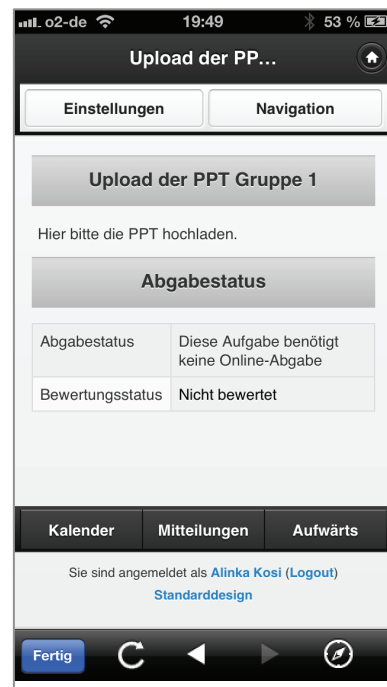 o2-de 19:49 53 %
Upload der PP...
Einstellungen Navigation
Upload der PPT Gruppe 1
Hier bitte die PPT hochladen.
Abgabestatus
Abgabestatus Diese Aufgabe benötigt
keine Online-Abgabe
Bewertungsstatus Nicht bewertet
Kalender Mitteilungen Aufwärts
Sie sind angemeldet als Alinka Kosi (Logout)
Standarddesign
Fertig